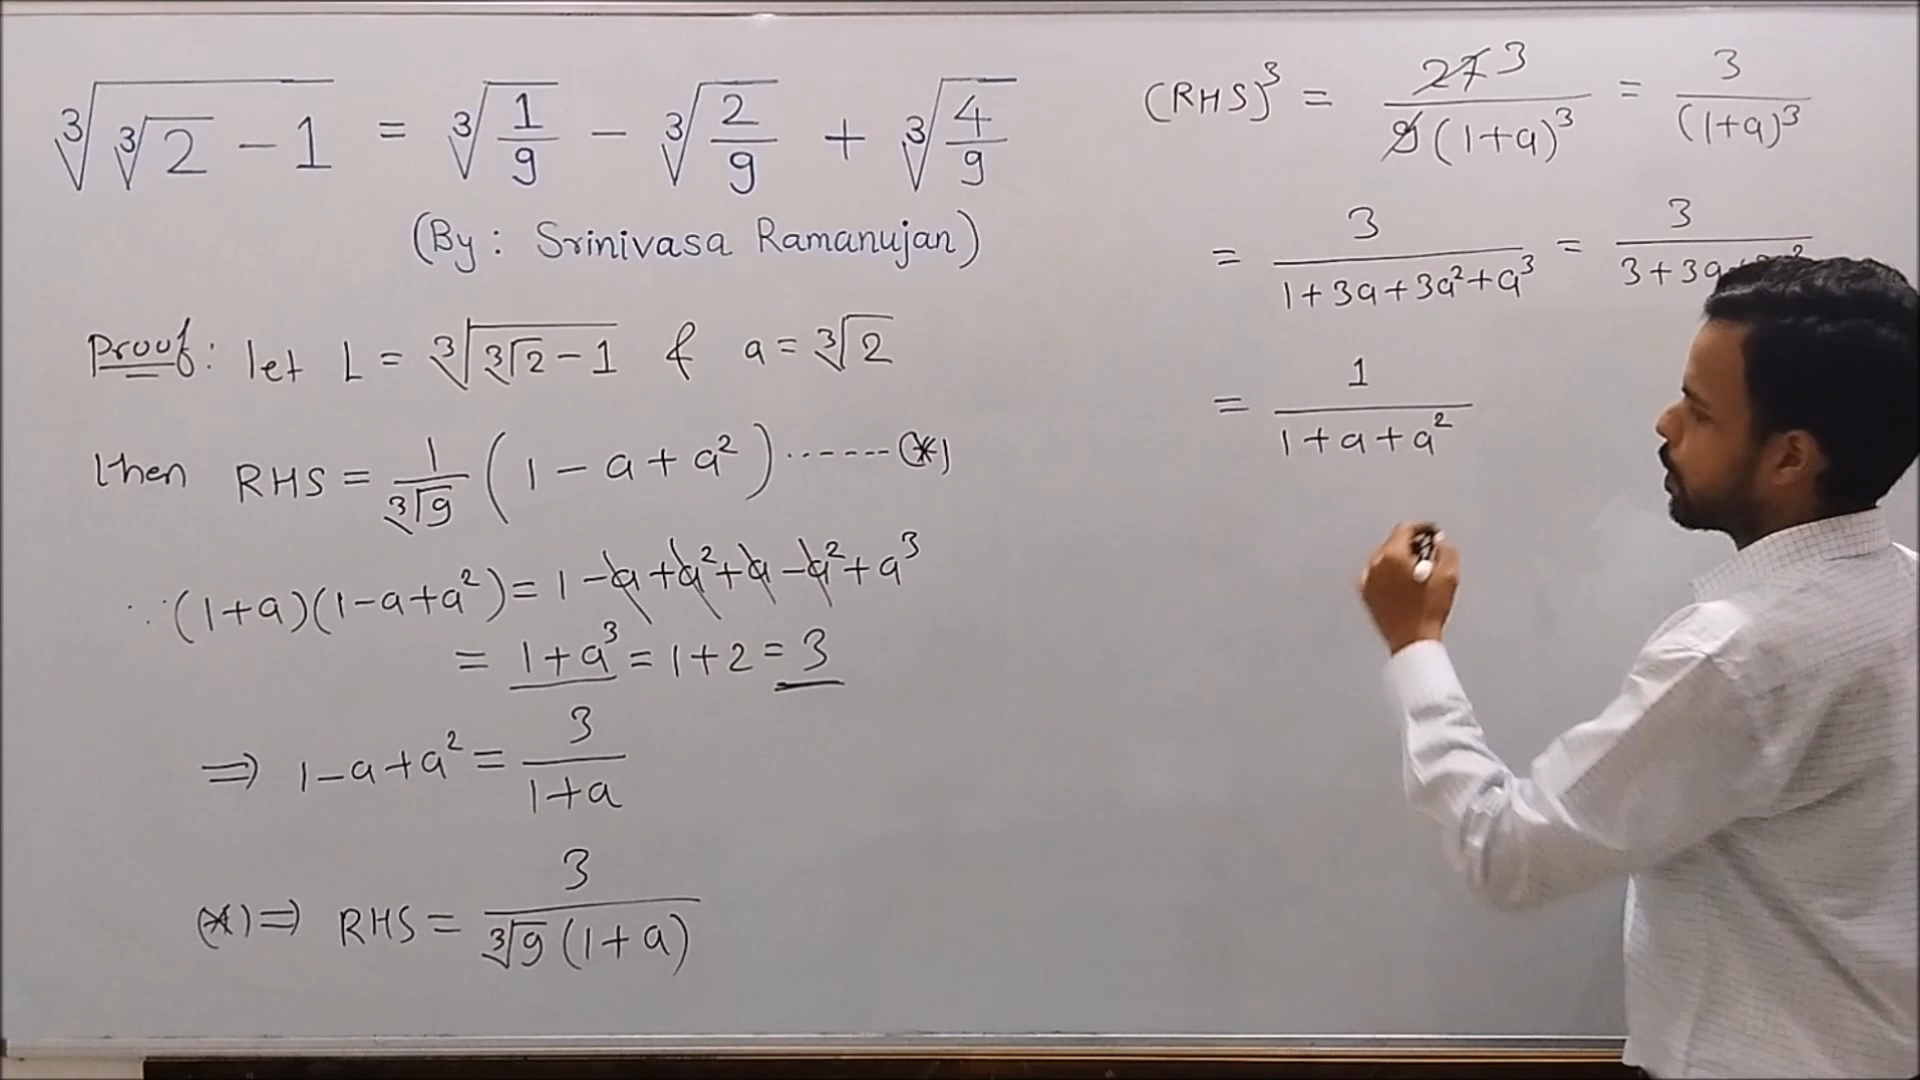 ∛(∛2 - 1) = ∛(1/9) - ∛(2/9) + ∛(4/9)
(By: Srinivasa Ramanujan)
Proof: let L = ∛(∛2 - 1) & a = ∛2
then RHS = 1/∛9 (1 - a + a²) ...... (*)
∵ (1+a)(1-a+a²) = 1 - a + a² + a - a² + a³
= 1+a³ = 1+2 = 3
⇒ 1-a+a² = 3/(1+a)
(*) ⇒ RHS = 3/(∛9 (1+a))
(RHS)³ = 27 3/(9(1+a)³) = 3/(1+a)³
= 3/(1+3a+3a²+a³) = 3/(3+3a
= 1/(1+a+a²)